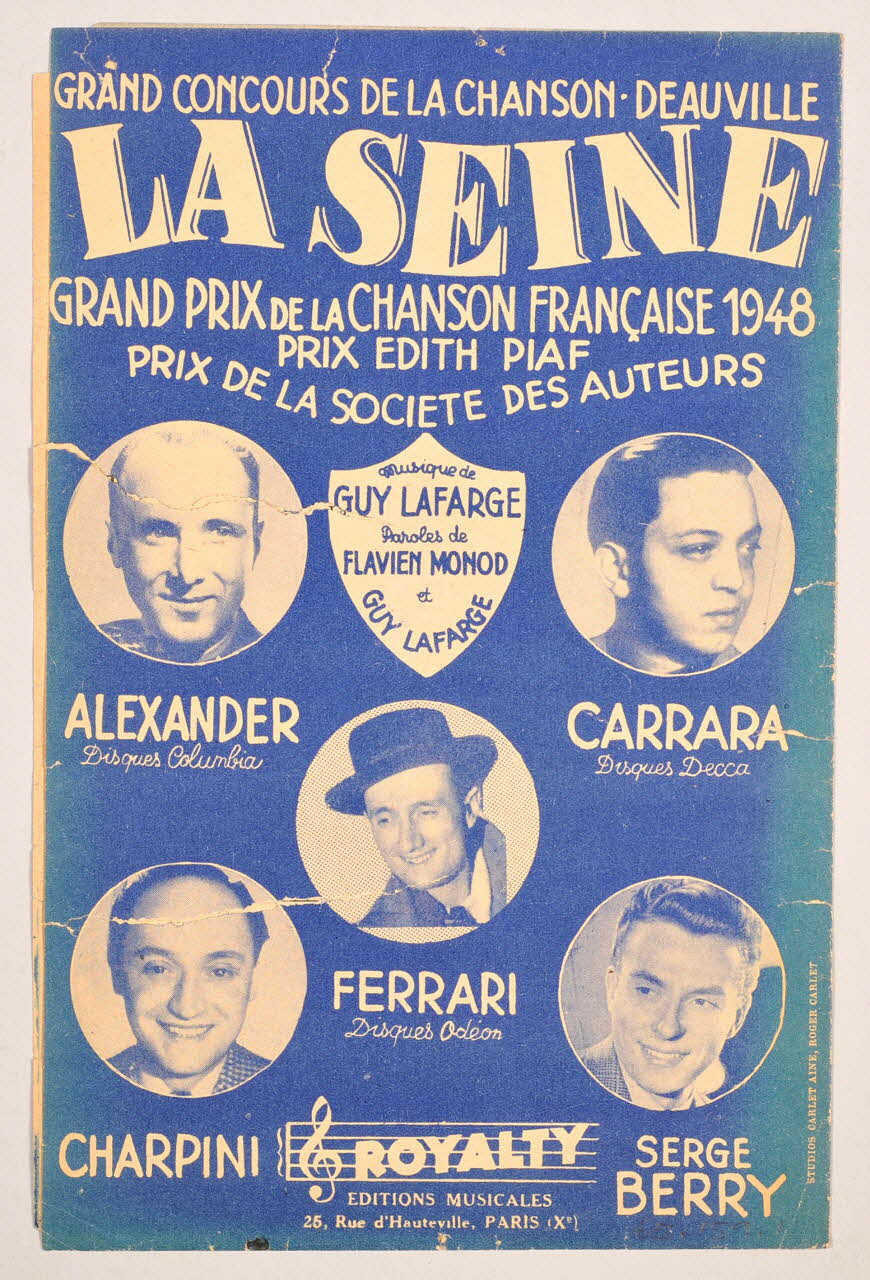 GRAND CONCOURS DE LA CHANSON · DEAUVILLE
LA SEINE
GRAND PRIX DE LA CHANSON FRANÇAISE 1948
PRIX EDITH PIAF
PRIX DE LA SOCIETE DES AUTEURS
musique de
GUY LAFARGE
Paroles de
FLAVIEN MONOD
et
GUY LAFARGE
ALEXANDER
Disques Columbia
CARRARA
Disques Decca
FERRARI
Disques Odéon
CHARPINI
ROYALTY
EDITIONS MUSICALES
25, Rue d'Hauteville, PARIS (Xe)
SERGE
BERRY
STUDIOS CARLET AINE, ROGER CARLET